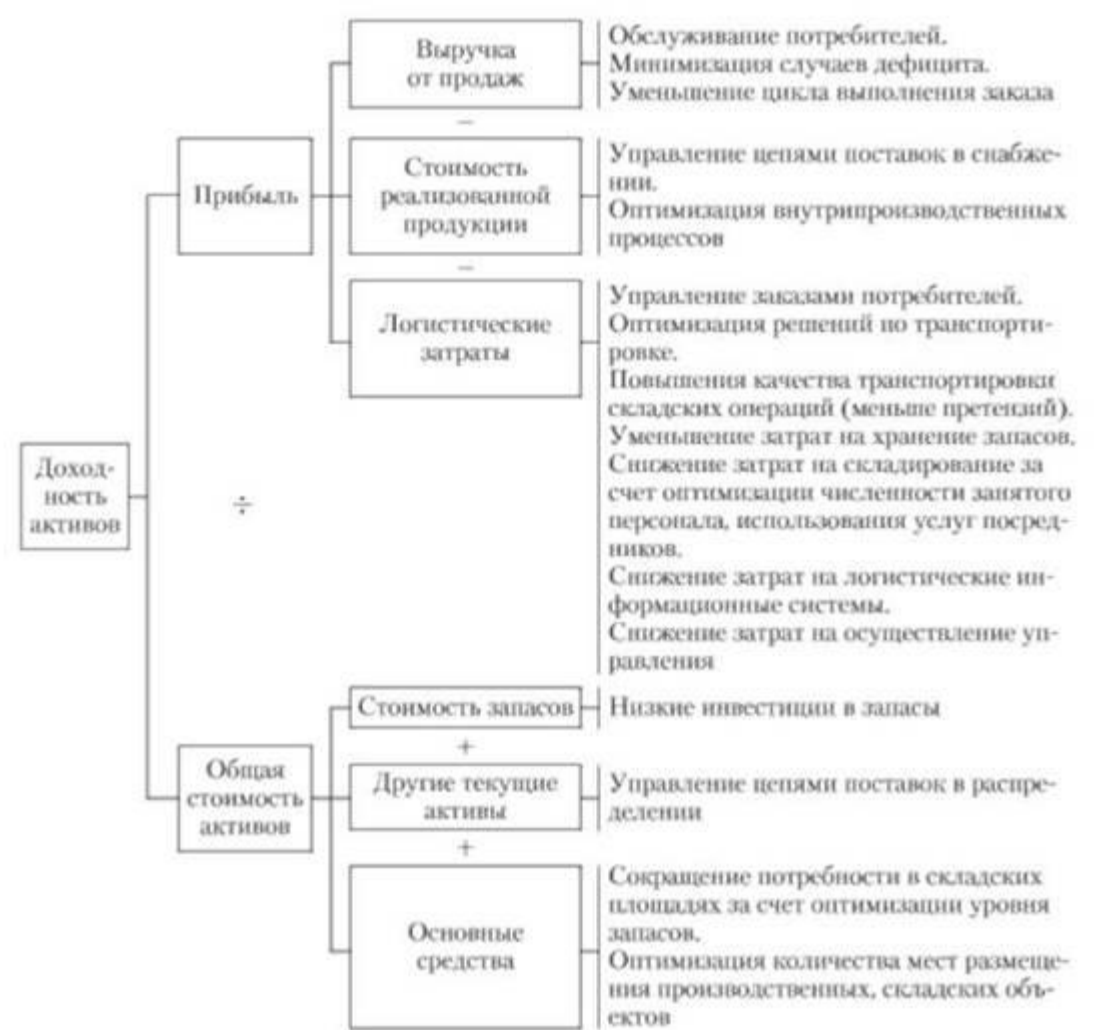 Выручка
от продаж
Обслуживание потребителей.
Минимизация случаев дефицита.
Уменьшение цикла выполнения заказа
−
Прибыль
Стоимость
реализованной
продукции
Управление цепями поставок в снабже-
нии.
Оптимизация внутрипроизводственных
процессов
−
Логистические
затраты
Управление заказами потребителей.
Оптимизация решений по транспорти-
ровке.
Повышения качества транспортировки
складских операций (меньше претензий).
Уменьшение затрат на хранение запасов.
Снижение затрат на складирование за
счет оптимизации численности занятого
персонала, использования услуг посред-
ников.
Снижение затрат на логистические ин-
формационные системы.
Снижение затрат на осуществление уп-
равления
Доход-
ность
активов
÷
Стоимость запасов
Низкие инвестиции в запасы
+
Общая
стоимость
активов
Другие текущие
активы
Управление цепями поставок в распре-
делении
+
Основные
средства
Сокращение потребности в складских
площадях за счет оптимизации уровня
запасов.
Оптимизация количества мест размеще-
ния производственных, складских объ-
ектов